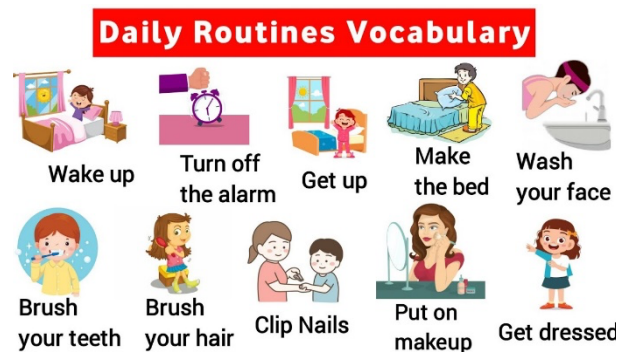 Daily Routines Vocabulary
Wake up
Turn off
the alarm
Get up
Make
the bed
Wash
your face
Brush
your teeth
Brush
your hair
Clip Nails
Put on
makeup
Get dressed